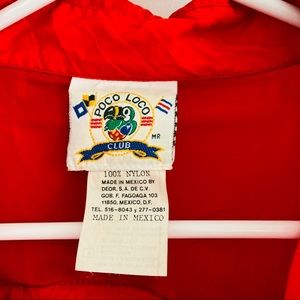 POCO LOCO
MR
CLUB
100% NYLON
MADE IN MEXICO BY
DEOR, S.A. DE C.V.
GOB. F. FAGOAGA 103
11850, MEXICO, D.F.
TEL. 516-8043 y 277-0381
MADE IN MEXICO